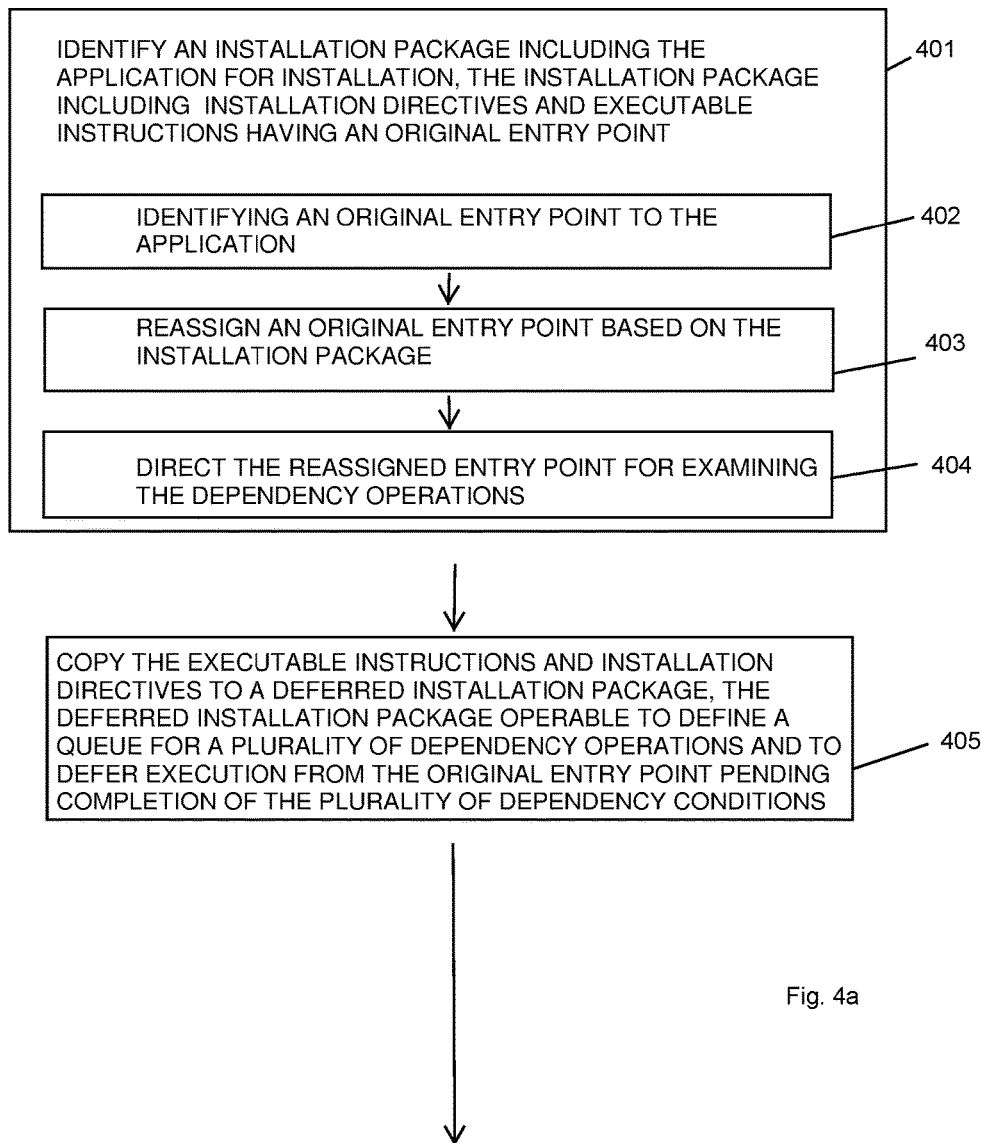 IDENTIFY AN INSTALLATION PACKAGE INCLUDING THE
APPLICATION FOR INSTALLATION, THE INSTALLATION PACKAGE
INCLUDING INSTALLATION DIRECTIVES AND EXECUTABLE
INSTRUCTIONS HAVING AN ORIGINAL ENTRY POINT
401
IDENTIFYING AN ORIGINAL ENTRY POINT TO THE
APPLICATION
402
REASSIGN AN ORIGINAL ENTRY POINT BASED ON THE
INSTALLATION PACKAGE
403
DIRECT THE REASSIGNED ENTRY POINT FOR EXAMINING
THE DEPENDENCY OPERATIONS
404
COPY THE EXECUTABLE INSTRUCTIONS AND INSTALLATION
DIRECTIVES TO A DEFERRED INSTALLATION PACKAGE, THE
DEFERRED INSTALLATION PACKAGE OPERABLE TO DEFINE A
QUEUE FOR A PLURALITY OF DEPENDENCY OPERATIONS AND TO
DEFER EXECUTION FROM THE ORIGINAL ENTRY POINT PENDING
COMPLETION OF THE PLURALITY OF DEPENDENCY CONDITIONS
405
Fig. 4a